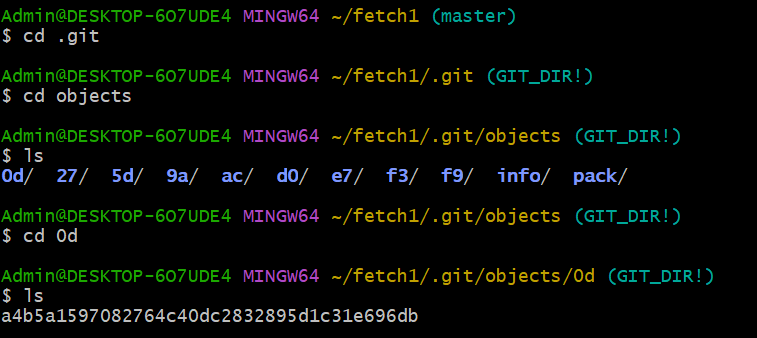 Admin@DESKTOP-6O7UDE4 MINGW64 ~/fetch1 (master)
$ cd .git
Admin@DESKTOP-6O7UDE4 MINGW64 ~/fetch1/.git (GIT_DIR!)
$ cd objects
Admin@DESKTOP-6O7UDE4 MINGW64 ~/fetch1/.git/objects (GIT_DIR!)
$ ls
0d/ 27/ 5d/ 9a/ ac/ d0/ e7/ f3/ f9/ info/ pack/
Admin@DESKTOP-6O7UDE4 MINGW64 ~/fetch1/.git/objects (GIT_DIR!)
$ cd 0d
Admin@DESKTOP-6O7UDE4 MINGW64 ~/fetch1/.git/objects/0d (GIT_DIR!)
$ ls
a4b5a1597082764c40dc2832895d1c31e696db